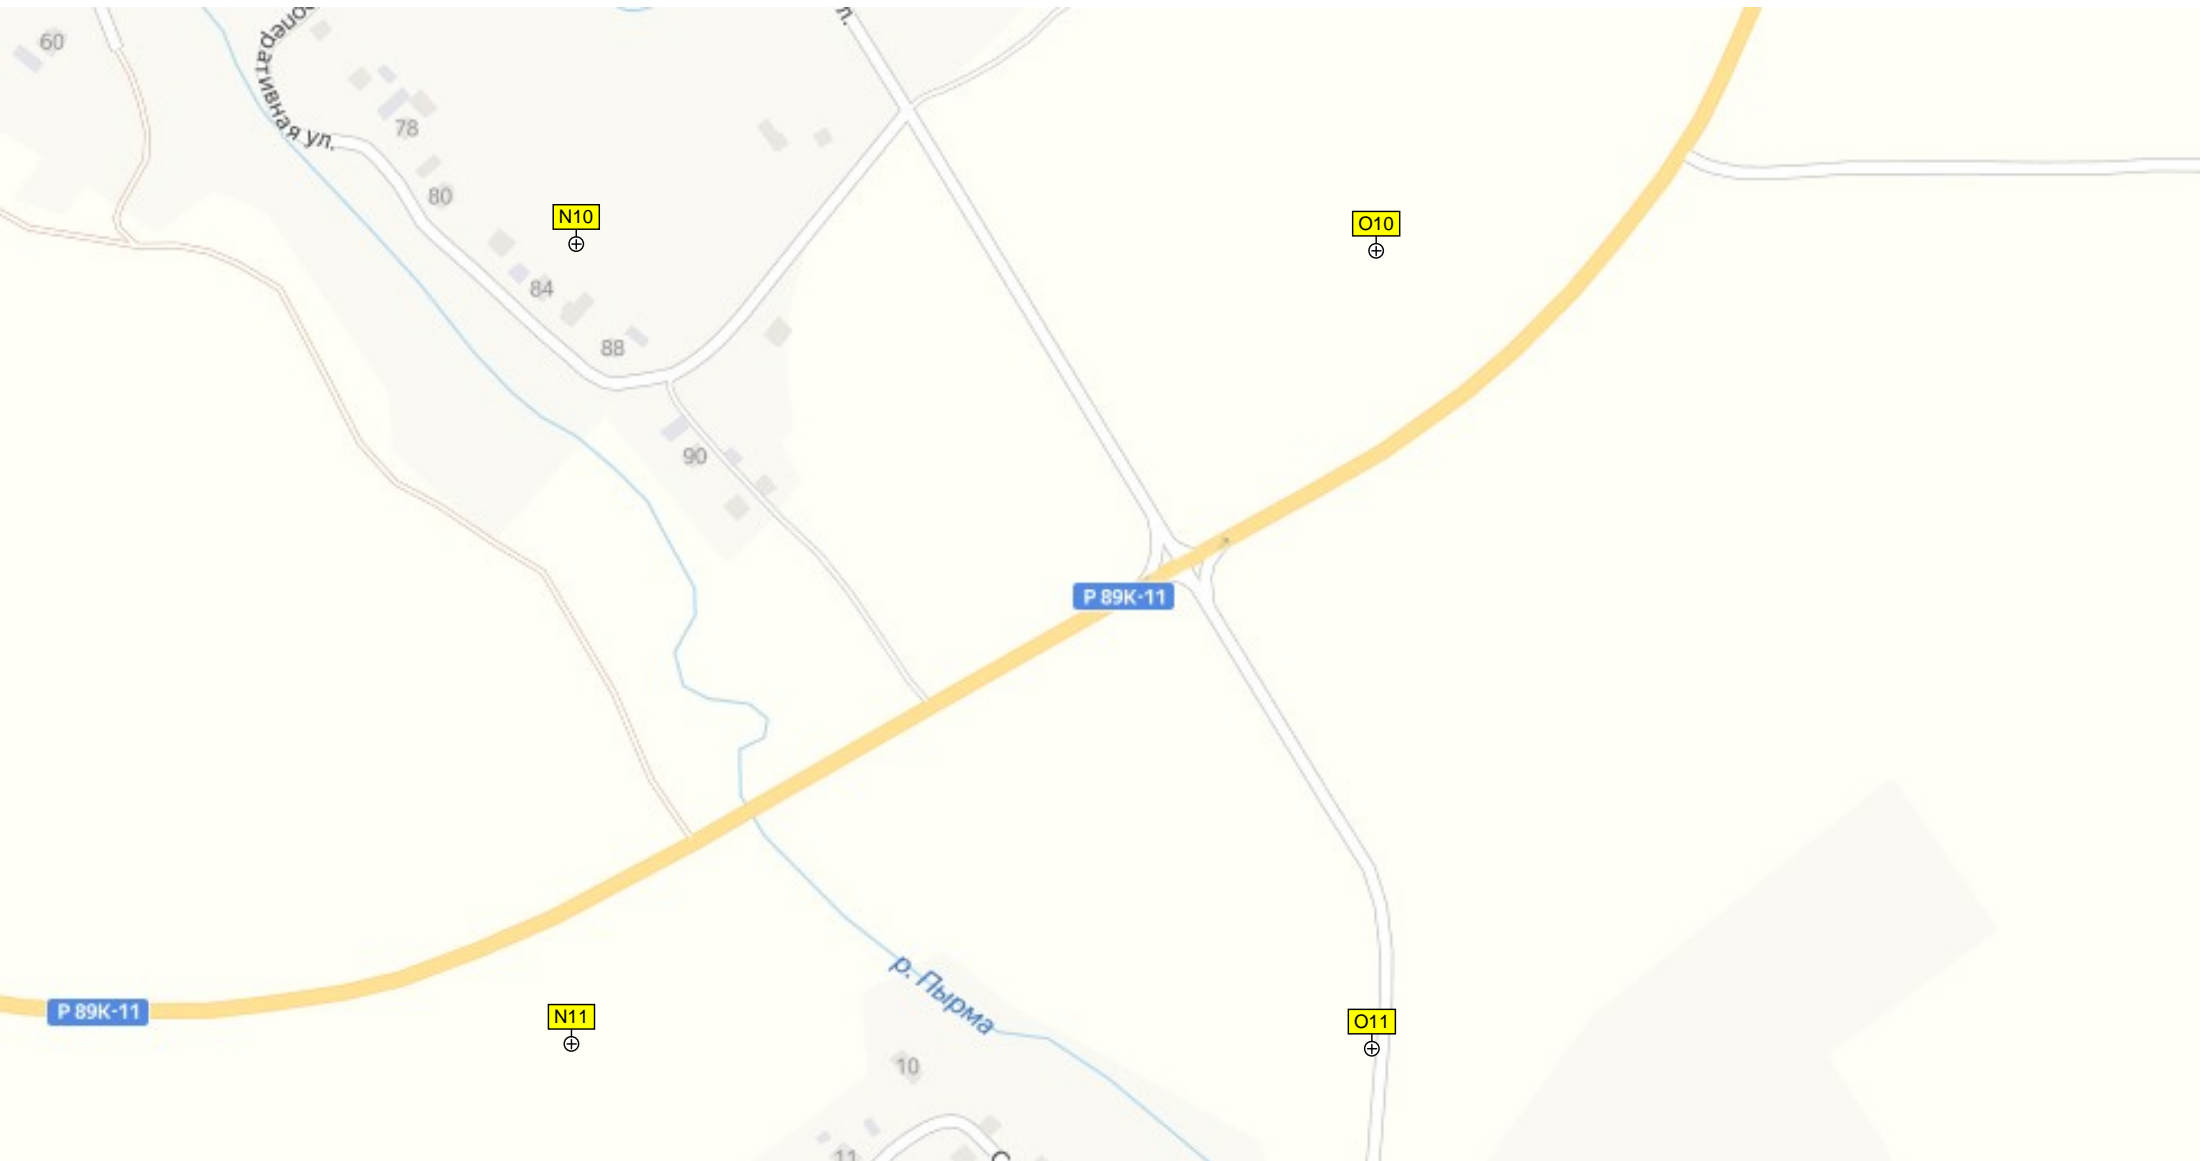 60
оперативная ул.
л.
78
80
N10
O10
84
88
90
Р 89К-11
р. Пырма
Р 89К-11
N11
O11
10
11
С